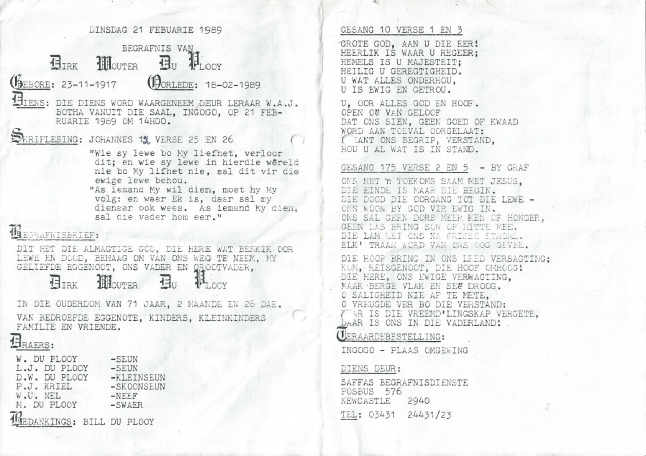 DINSDAG 21 FEBUARIE 1989
BEGRAFNIS VAN
Dirk Wouter Du Plooy
GEBORE: 23-11-1917 OORLEDE: 18-02-1989
DIENS: DIE DIENS WORD WAARGENEEM DEUR LERAAR W.A.J.
BOTHA VANUIT DIE SAAL, INGOGO, OP 21 FEB-
RUARIE 1989 OM 14H00.
SKRIFLESING: JOHANNES VERSE 25 EN 26
"Wie sy lewe bo My liefhet, verloor
dit; en wie sy lewe in hierdie wêreld
nie bo My lifhet nie, sal dit vir die
ewige lewe behou.
"As iemand My wil dien, moet hy My
volg: en waar Ek is, daar sal my
dienaar ook wees. As iemand My dien,
sal die vader hom eer."
BEGRAFNISBRIEF:
DIT HET DIE ALMAGTIGE GOD, DIE HERE WAT BESKIK OOR
LEWE EN DOOD, BEHAAG OM VAN ONS WEG TE NEEM, MY
GELIEFDE EGGENOOT, ONS VADER EN GROOTVADER,
Dirk Wouter Du Plooy
IN DIE OUDERDOM VAN 71 JAAR, 2 MAANDE EN 26 DAE.
VAN BEDROEFDE EGGENOTE, KINDERS, KLEINKINDERS
FAMILIE EN VRIENDE.
DRAERS:
W. DU PLOOY -SEUN
L.J. DU PLOOY -SEUN
D.W. DU PLOOY -KLEINSEUN
P.J. KRIEL -SKOONSEUN
W.U. NEL -NEEF
M. DU PLOOY -SWAER
BEDANKINGS: BILL DU PLOOY
GESANG 10 VERSE 1 EN 3
GROTE GOD, AAN U DIE EER!
HEERLIK IS WAAR U REGEER;
HEMELS IS U MAJESTEIT;
HEILIG U GEREGTIGHEID.
U WAT ALLES ONDERHOU,
U IS EWIG EN GETROU.
U, OOR ALLES GOD EN HOOF.
OPEN OU VAN GELOOF
DAT ONS SIEN, GEEN GOED OF KWAAD
WORD AAN TOEVAL OORGELAAT:
WANT ONS BEGRIP, VERSTAND,
HOU U AL WAT IS IN STAND.
GESANG 175 VERSE 2 EN 5 - BY GRAF
ONS HET 'n TOEKOMS SAAM MET JESUS,
DIE EINDE IS MAAR DIE BEGIN.
DIE DOOD DIE OORGANG TOT DIE LEWE -
ONS WOON BY GOD VIR EWIG IN.
ONS SAL GEEN DORS MEER KEN OF HONGER,
GEEN LAS BRING SON OF HITTE MEE.
DIE LAM LEI ONS NA FRISSE
ELK' TRAAN WORD VAN ONS OOG GEVEE.
DIE HOOP BRING IN ONS LEED VERSAGTING;
KOM, REISGENOOT, DIE HOOF OMHOOG!
DIE HERE, ONS EWIGE VERWAGTING,
MAAK BERGE VLAK EN SEë DROOG.
O SALIGHEID NIE AF TE METE,
O VREUGDE VER BO DIE VERSTAND:
DAAR IS DIE VREEMD'LINGSKAP VERGETE,
DAAR IS ONS IN DIE VADERLAND!
TERAARDEBESTELLING:
INGOGO - PLAAS OMGEWING
DIENS DEUR:
SAFFAS BEGRAFNISDIENSTE
POSBUS 576
NEWCASTLE 2940
TEL: 03431 24431/23